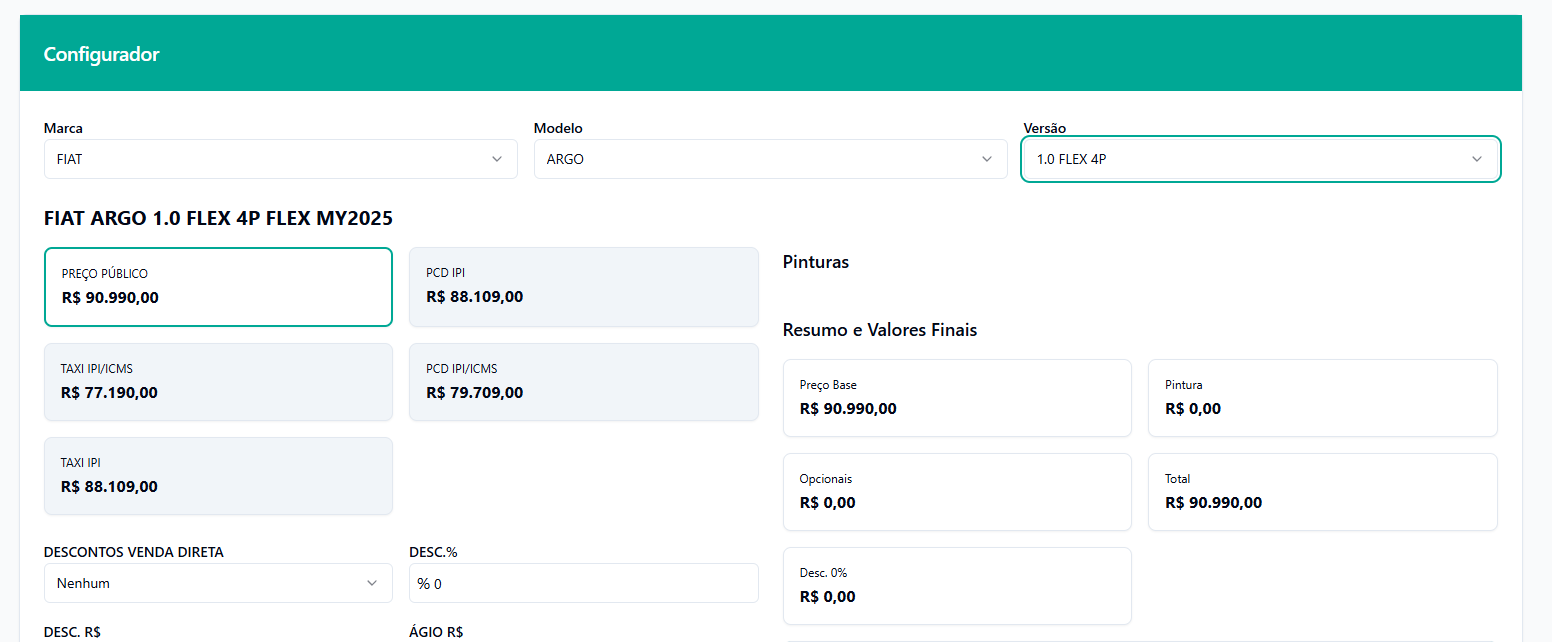 Configurador
Marca
Modelo
Versão
FIAT
ARGO
1.0 FLEX 4P
FIAT ARGO 1.0 FLEX 4P FLEX MY2025
PREÇO PÚBLICO
R$ 90.990,00
PCD IPI
R$ 88.109,00
TAXI IPI/ICMS
R$ 77.190,00
PCD IPI/ICMS
R$ 79.709,00
TAXI IPI
R$ 88.109,00
DESCONTOS VENDA DIRETA
Nenhum
DESC.%
% 0
DESC. R$
ÁGIO R$
Pinturas
Resumo e Valores Finais
Preço Base
R$ 90.990,00
Pintura
R$ 0,00
Opcionais
R$ 0,00
Total
R$ 90.990,00
Desc. 0%
R$ 0,00